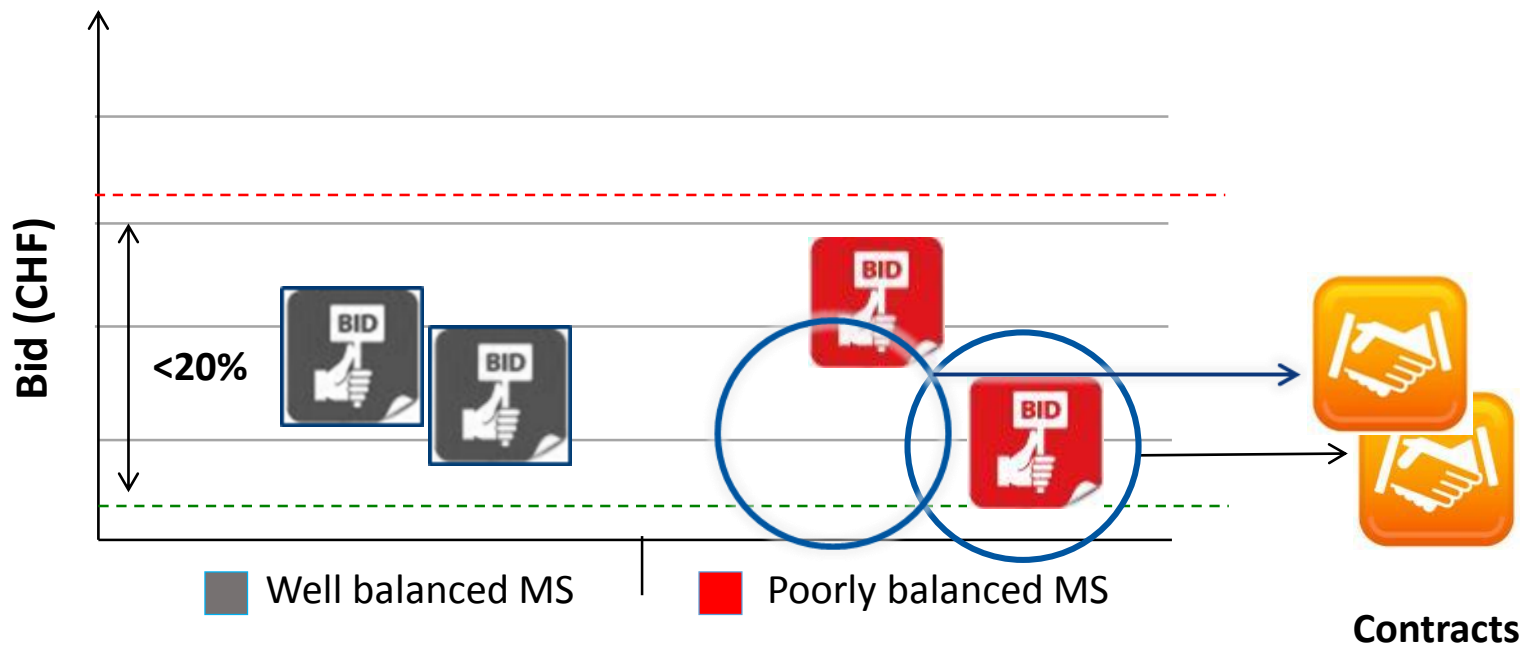 Bid (CHF)
<20%
BID
BID
BID
BID
Well balanced MS
Poorly balanced MS
Contracts